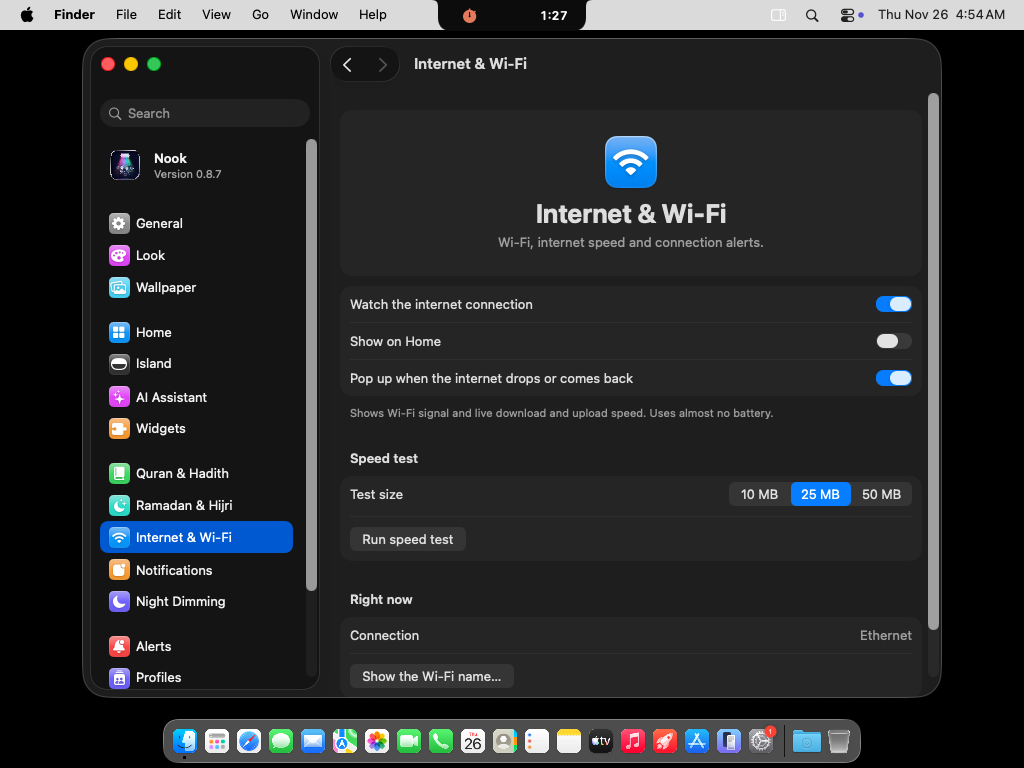 Finder File Edit View Go Window Help 1:27 Thu Nov 26 4:54 AM
Internet & Wi-Fi
Search
Nook
Version 0.8.7
General
Look
Wallpaper
Home
Island
AI Assistant
Widgets
Quran & Hadith
Ramadan & Hijri
Internet & Wi-Fi
Notifications
Night Dimming
Alerts
Profiles
Internet & Wi-Fi
Wi-Fi, internet speed and connection alerts.
Watch the internet connection
Show on Home
Pop up when the internet drops or comes back
Shows Wi-Fi signal and live download and upload speed. Uses almost no battery.
Speed test
Test size 10 MB 25 MB 50 MB
Run speed test
Right now
Connection Ethernet
Show the Wi-Fi name...
Thu
26
tv
1